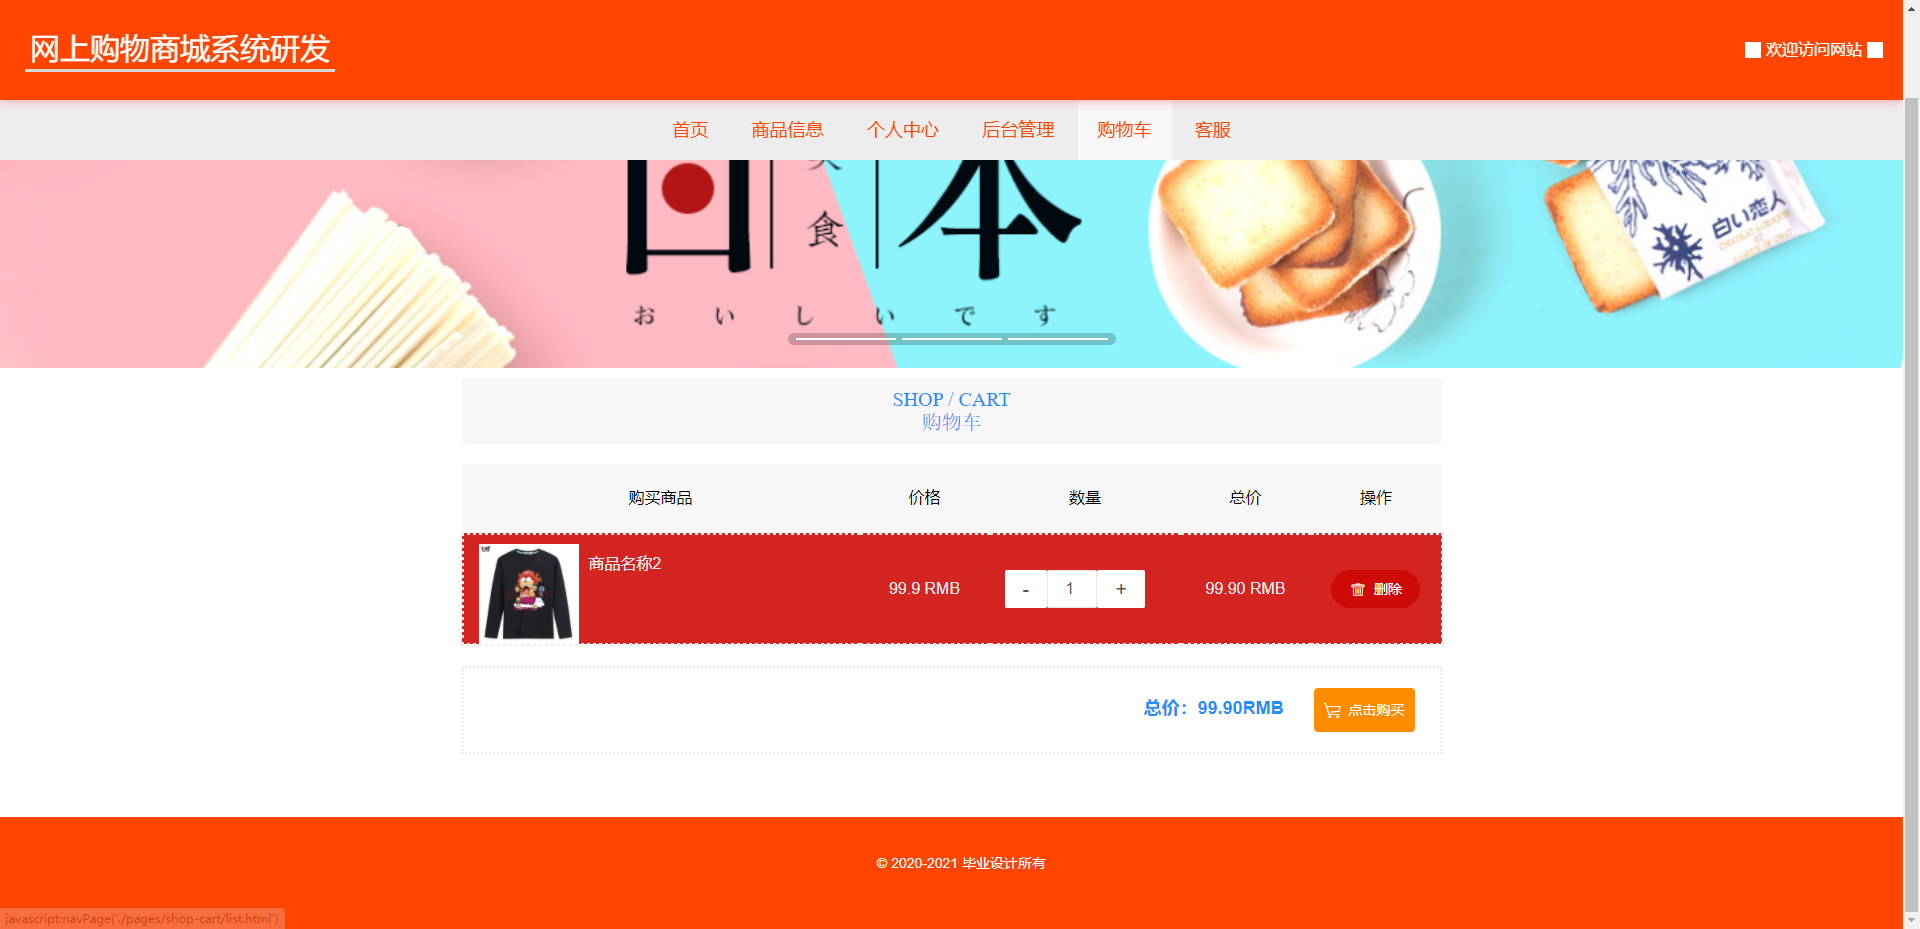 网上购物商城系统研发
欢迎访问网站
首页 商品信息 个人中心 后台管理 购物车 客服
日本
食
おいしいです
白い恋人
SHOP / CART
购物车
购买商品 价格 数量 总价 操作
商品名称2
99.9 RMB - 1 + 99.90 RMB 删除
总价：99.90RMB 点击购买
© 2020-2021 毕业设计所有
javascript:navPage('./pages/shop-cart/list.html')